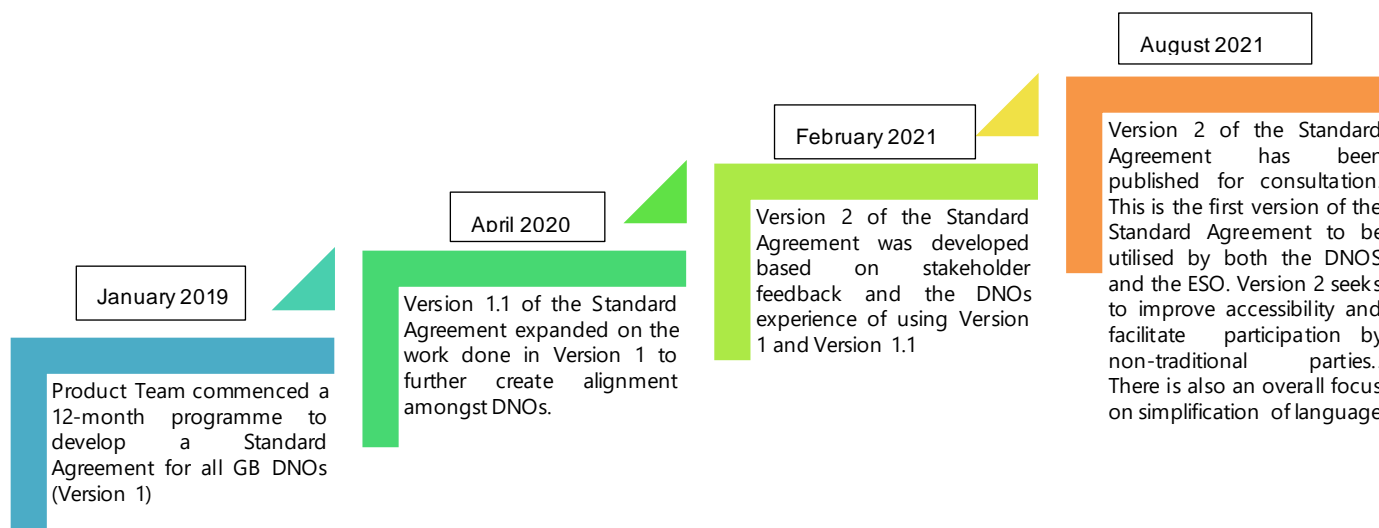 January 2019
Product Team commenced a
12-month programme to
develop a Standard
Agreement for all GB DNOs
(Version 1)
April 2020
Version 1.1 of the Standard
Agreement expanded on the
work done in Version 1 to
further create alignment
amongst DNOs.
February 2021
Version 2 of the Standard
Agreement was developed
based on stakeholder
feedback and the DNOs
experience of using Version
1 and Version 1.1
August 2021
Version 2 of the Standard
Agreement has been
published for consultation.
This is the first version of the
Standard Agreement to be
utilised by both the DNOS
and the ESO. Version 2 seeks
to improve accessibility and
facilitate participation by
non-traditional parties..
There is also an overall focus
on simplification of language